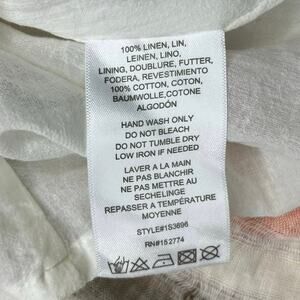 100% LINEN, LIN,
LEINEN, LINO,
LINING, DOUBLURE, FUTTER,
FODERA, REVESTIMIENTO
100% COTTON, COTON,
BAUMWOLLE,COTONE
ALGODÓN
HAND WASH ONLY
DO NOT BLEACH
DO NOT TUMBLE DRY
LOW IRON IF NEEDED
LAVER A LA MAIN
NE PAS BLANCHIR
NE PAS METTRE AU
SECHELINGE
REPASSER A TEMPÉRATURE
MOYENNE
STYLE#1S3696
RN#152774